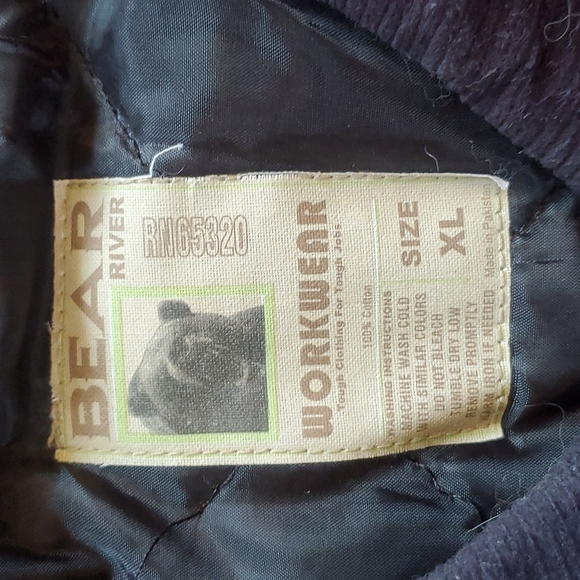 BEAR
RIVER
RN65320
WORKWEAR
Tough Clothing For Tough Jobs
100% Cotton
WASHING INSTRUCTIONS
MACHINE WASH COLD
WITH SIMILAR COLORS
DO NOT BLEACH
TUMBLE DRY LOW
REMOVE PROMPTLY
WARM IRON IF NEEDED
SIZE
XL
Made in Pakistan